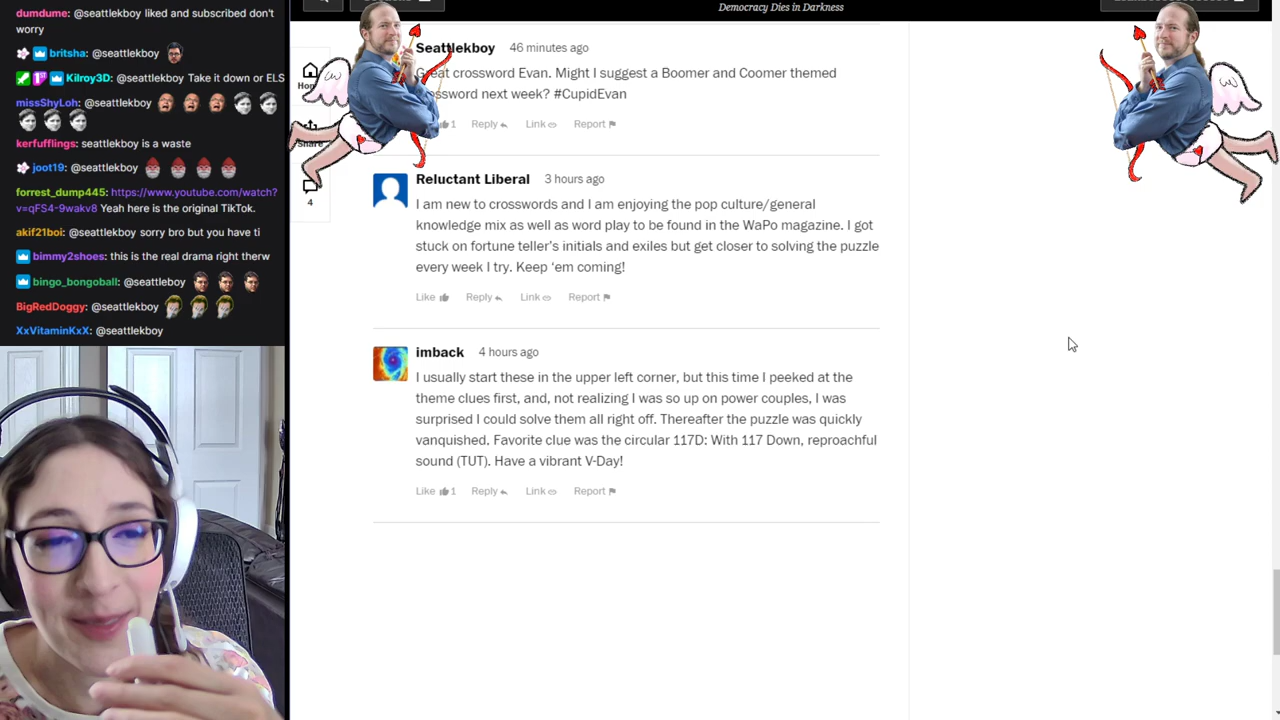 dumdume: @seattlekboy liked and subscribed don't
worry
britsha: @seattlekboy
Kilroy3D: @seattlekboy Take it down or ELS
missShyLoh: @seattlekboy
kerfufflings: seattlekboy is a waste
joot19: @seattlekboy
forrest_dump445: https://www.youtube.com/watch?
v=qFS4-9wakv8 Yeah here is the original TikTok.
akif21boi: @seattlekboy sorry bro but you have ti
bimmy2shoes: this is the real drama right therw
bingo_bongoball: @seattleboy
BigRedDoggy: @seattlekboy
XxVitaminKxX: @seattlekboy
Democracy Dies in Darkness
4
Seattlekboy 46 minutes ago
Great crossword Evan. Might I suggest a Boomer and Coomer themed
crossword next week? #CupidEvan
1 Reply Link Report
Reluctant Liberal 3 hours ago
I am new to crosswords and I am enjoying the pop culture/general
knowledge mix as well as word play to be found in the WaPo magazine. I got
stuck on fortune teller's initials and exiles but get closer to solving the puzzle
every week I try. Keep 'em coming!
Like Reply Link Report
imback 4 hours ago
I usually start these in the upper left corner, but this time I peeked at the
theme clues first, and, not realizing I was so up on power couples, I was
surprised I could solve them all right off. Thereafter the puzzle was quickly
vanquished. Favorite clue was the circular 117D: With 117 Down, reproachful
sound (TUT). Have a vibrant V-Day!
Like 1 Reply Link Report